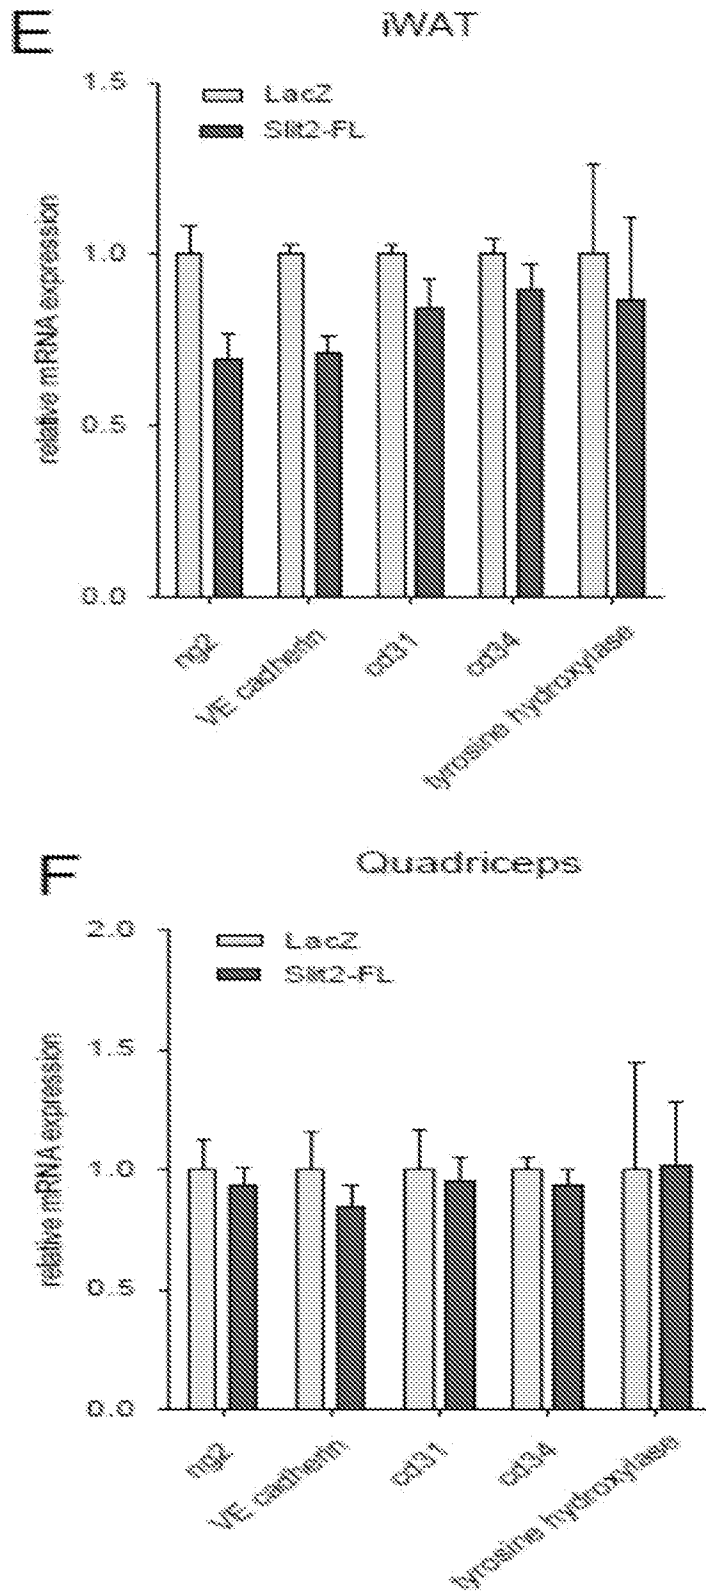 E
iWAT
1.5
LacZ
Slit2-FL
1.0
relative mRNA expression
0.5
0.0
ng2
VE cadherin
cd31
cd34
tyrosine hydroxylase
F
Quadriceps
2.0
LacZ
Slit2-FL
1.5
relative mRNA expression
1.0
0.5
0.0
ng2
VE cadherin
cd31
cd34
tyrosine hydroxylase